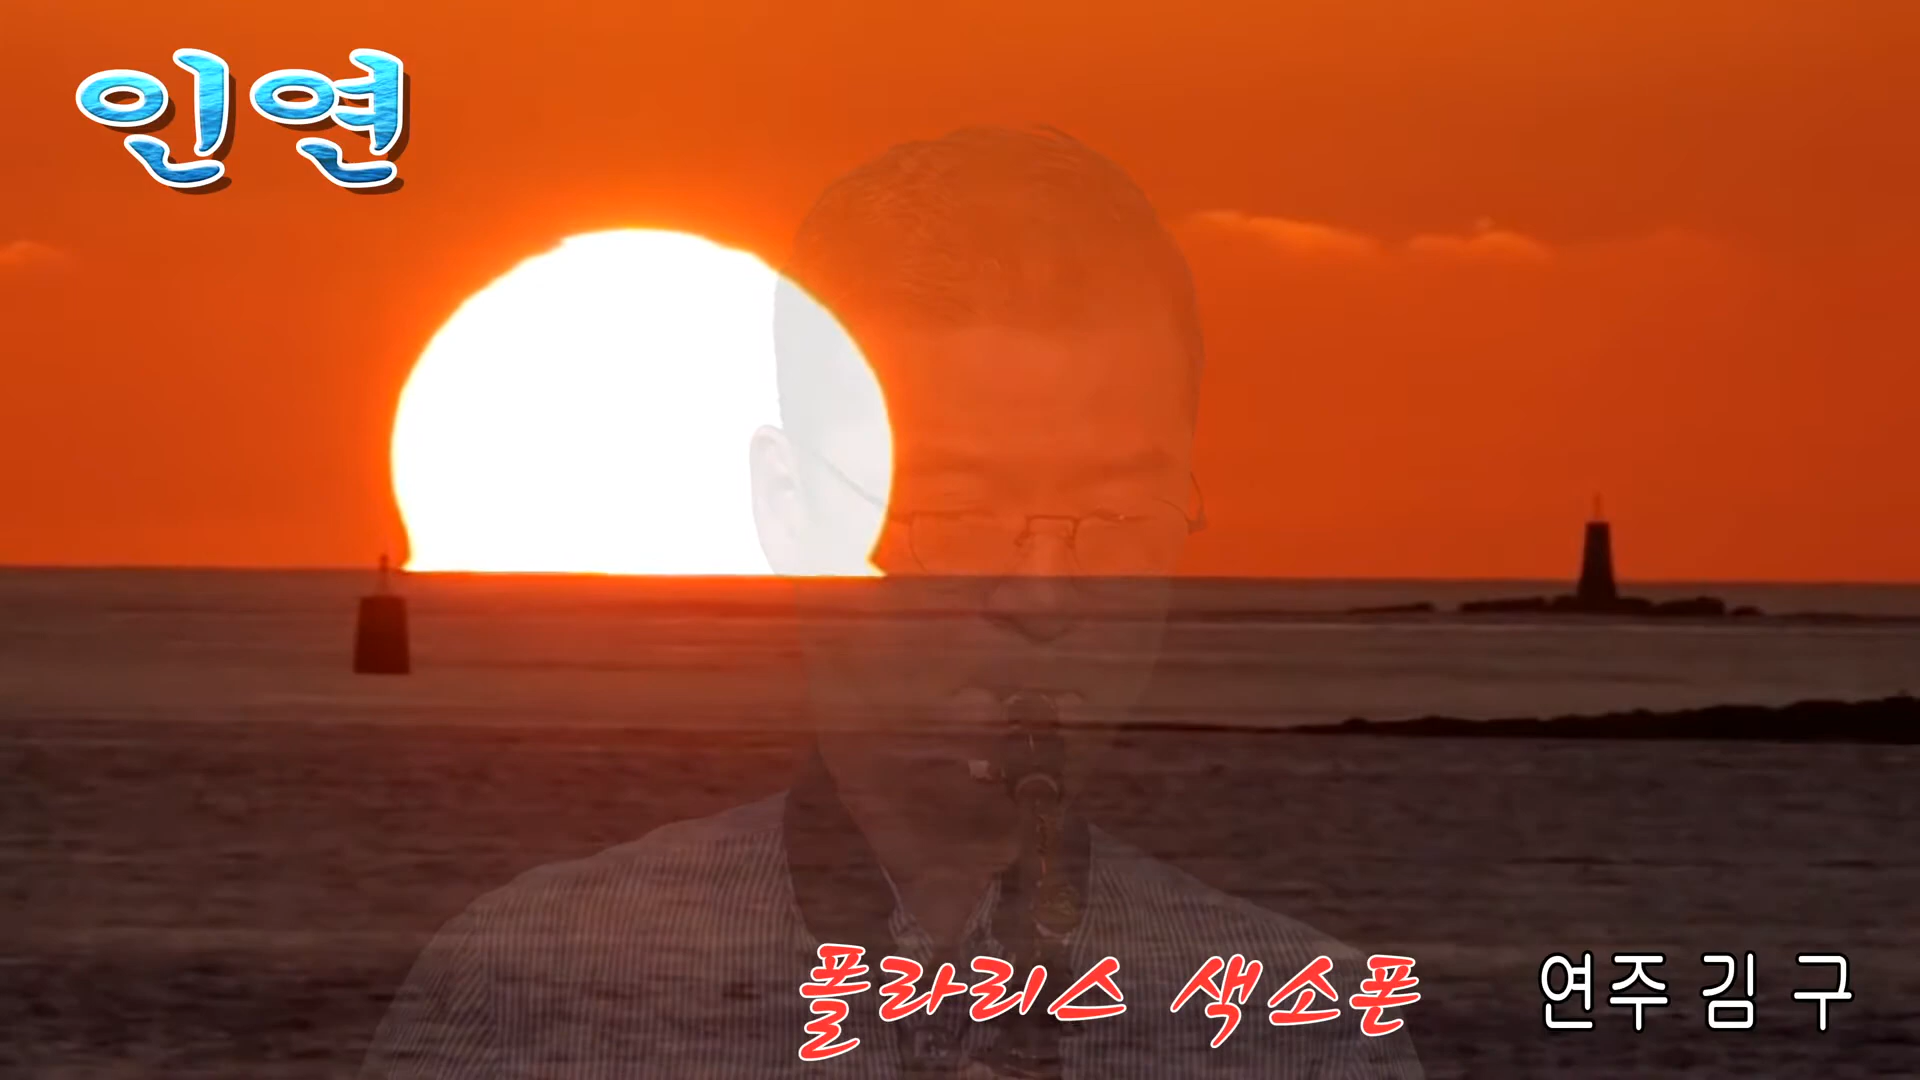 인연
폴라리스 색소폰
연주 김 구